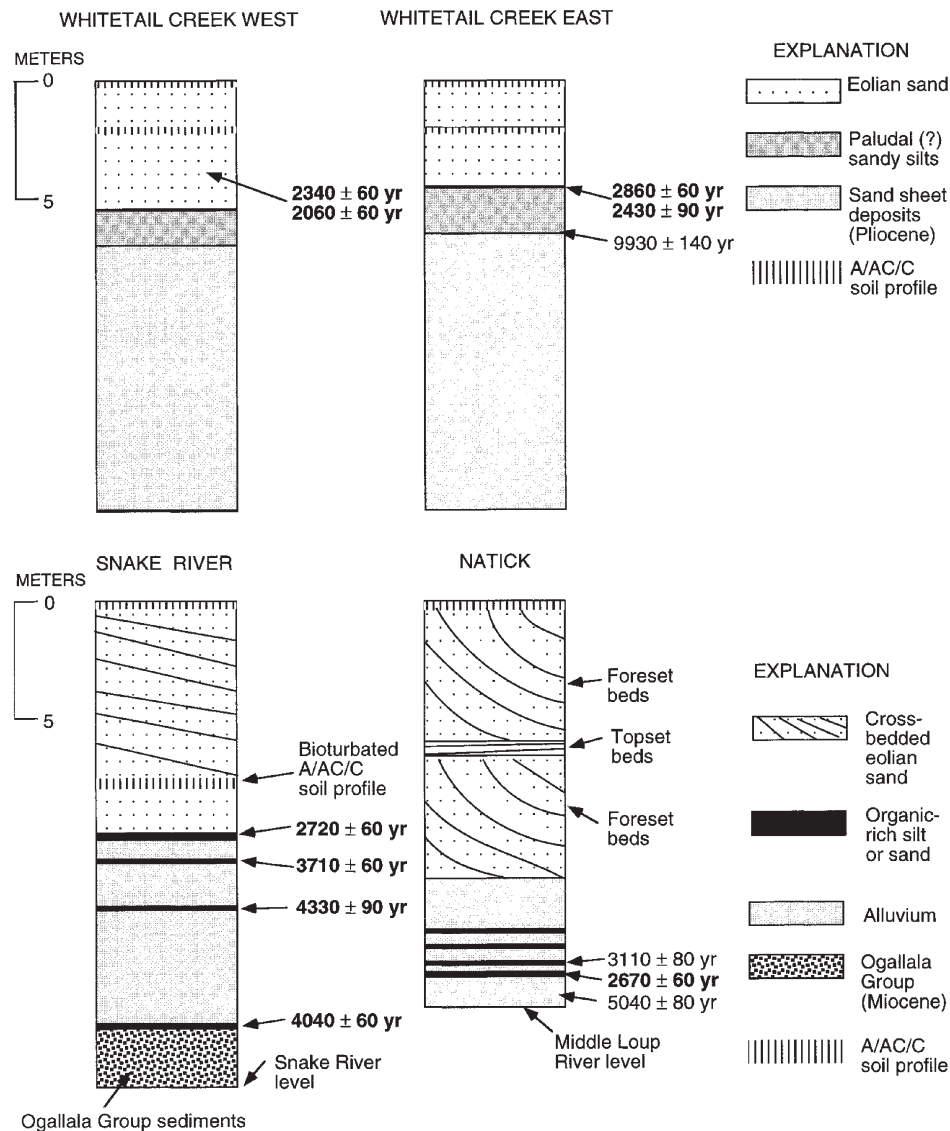 WHITETAIL CREEK WEST
WHITETAIL CREEK EAST
METERS
0
5
2340 ± 60 yr
2060 ± 60 yr
2860 ± 60 yr
2430 ± 90 yr
9930 ± 140 yr
EXPLANATION
Eolian sand
Paludal (?)
sandy silts
Sand sheet
deposits
(Pliocene)
A/AC/C
soil profile
SNAKE RIVER
NATICK
METERS
0
5
Bioturbated
A/AC/C
soil profile
2720 ± 60 yr
3710 ± 60 yr
4330 ± 90 yr
4040 ± 60 yr
Snake River
level
Ogallala Group sediments
Foreset
beds
Topset
beds
Foreset
beds
3110 ± 80 yr
2670 ± 60 yr
5040 ± 80 yr
Middle Loup
River level
EXPLANATION
Cross-
bedded
eolian
sand
Organic-
rich silt
or sand
Alluvium
Ogallala
Group
(Miocene)
A/AC/C
soil profile